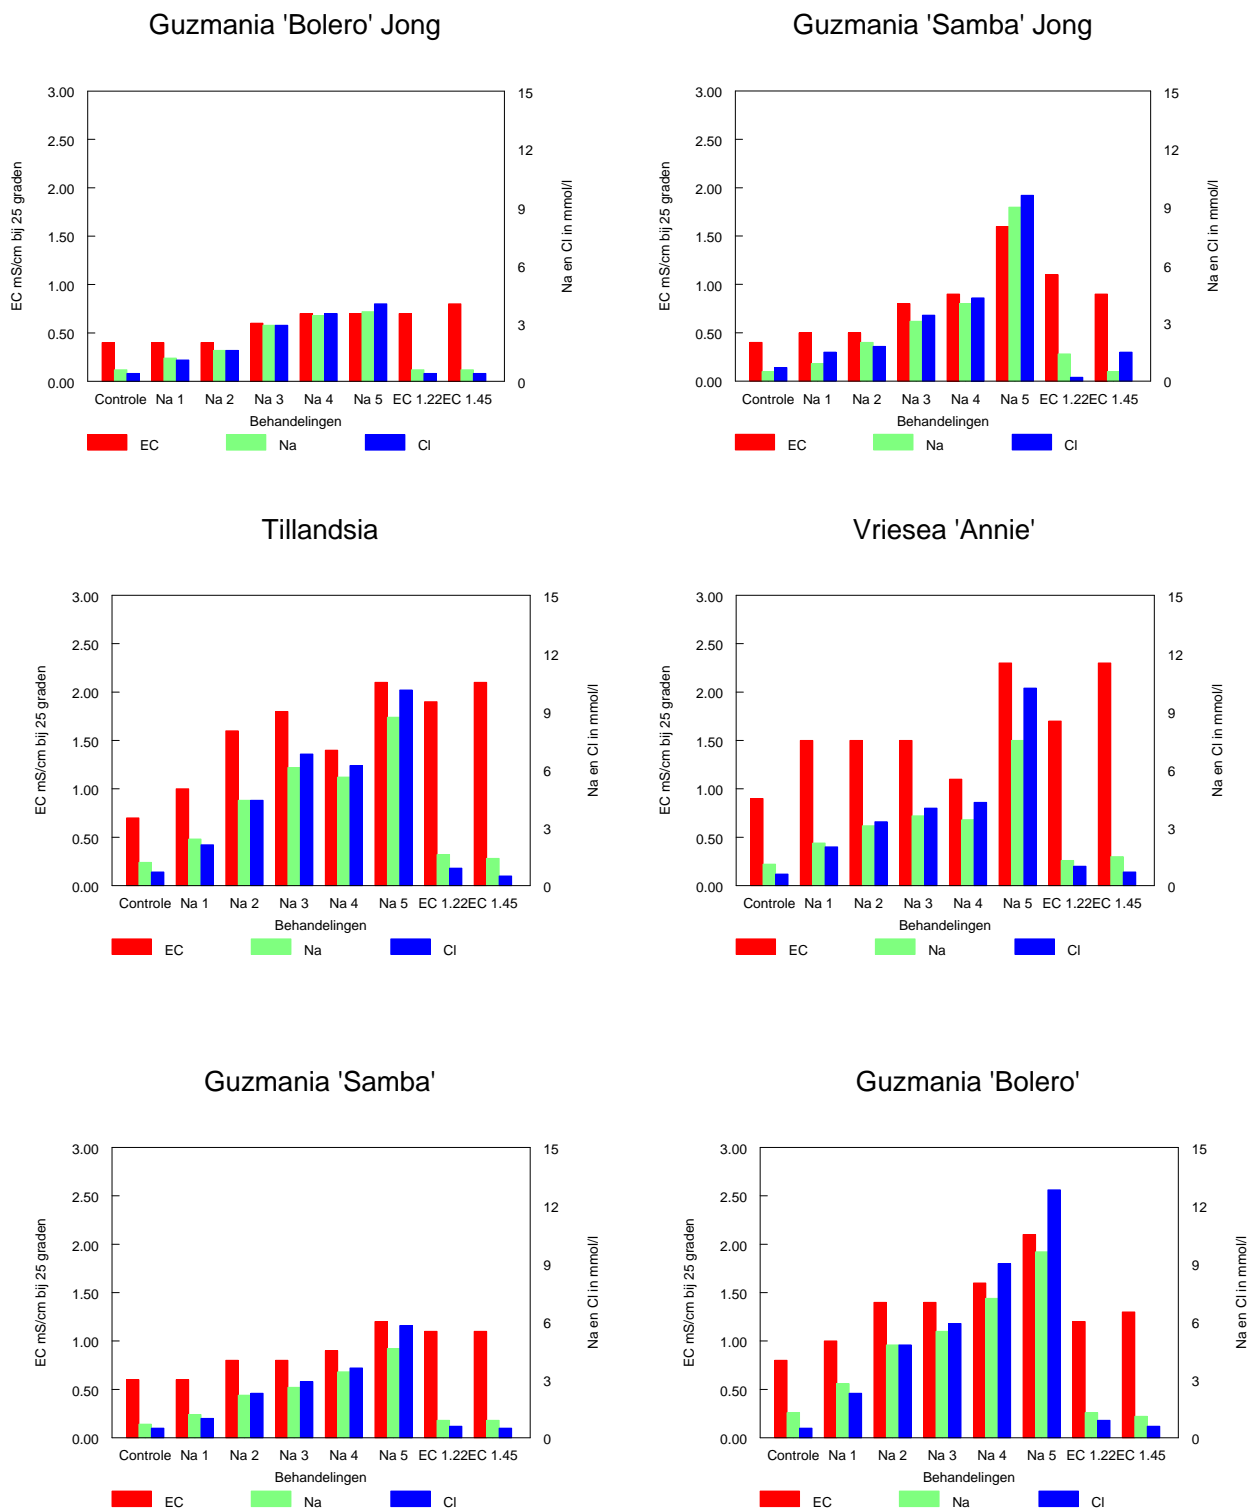 Guzmania 'Bolero' Jong
3.00
2.50
2.00
1.50
1.00
0.50
0.00
EC mS/cm bij 25 graden
15
12
9
6
3
0
Na en Cl in mmol/l
Controle Na 1 Na 2 Na 3 Na 4 Na 5 EC 1.22 EC 1.45
Behandelingen
EC Na Cl
Guzmania 'Samba' Jong
3.00
2.50
2.00
1.50
1.00
0.50
0.00
EC mS/cm bij 25 graden
15
12
9
6
3
0
Na en Cl in mmol/l
Controle Na 1 Na 2 Na 3 Na 4 Na 5 EC 1.22 EC 1.45
Behandelingen
EC Na Cl
Tillandsia
3.00
2.50
2.00
1.50
1.00
0.50
0.00
EC mS/cm bij 25 graden
15
12
9
6
3
0
Na en Cl in mmol/l
Controle Na 1 Na 2 Na 3 Na 4 Na 5 EC 1.22 EC 1.45
Behandelingen
EC Na Cl
Vriesea 'Annie'
3.00
2.50
2.00
1.50
1.00
0.50
0.00
EC mS/cm bij 25 graden
15
12
9
6
3
0
Na en Cl in mmol/l
Controle Na 1 Na 2 Na 3 Na 4 Na 5 EC 1.22 EC 1.45
Behandelingen
EC Na Cl
Guzmania 'Samba'
3.00
2.50
2.00
1.50
1.00
0.50
0.00
EC mS/cm bij 25 graden
15
12
9
6
3
0
Na en Cl in mmol/l
Controle Na 1 Na 2 Na 3 Na 4 Na 5 EC 1.22 EC 1.45
Behandelingen
EC Na Cl
Guzmania 'Bolero'
3.00
2.50
2.00
1.50
1.00
0.50
0.00
EC mS/cm bij 25 graden
15
12
9
6
3
0
Na en Cl in mmol/l
Controle Na 1 Na 2 Na 3 Na 4 Na 5 EC 1.22 EC 1.45
Behandelingen
EC Na Cl